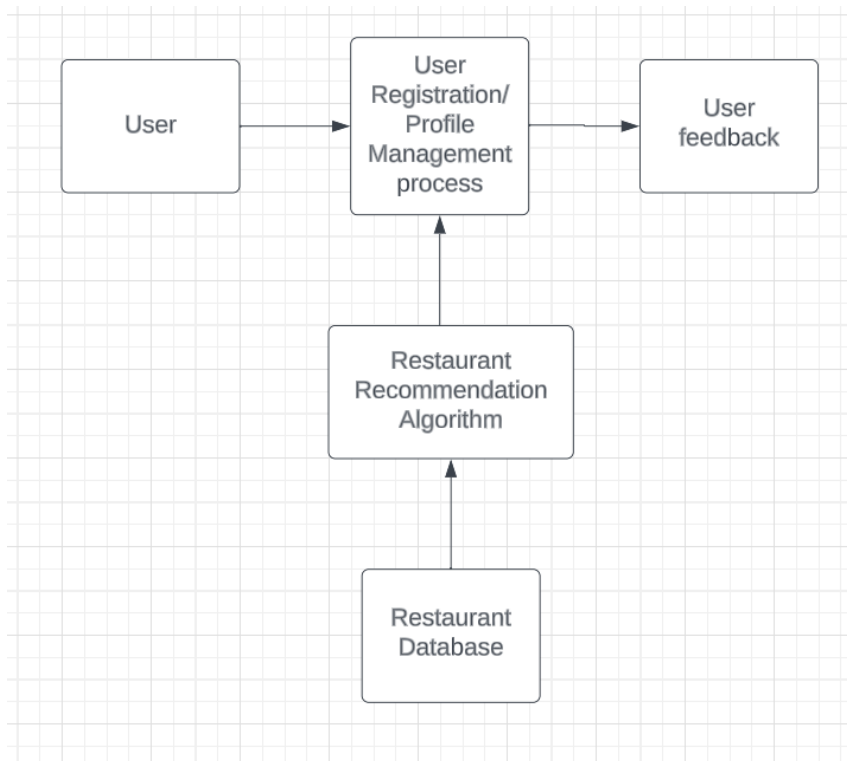 User
User
Registration/
Profile
Management
process
User
feedback
Restaurant
Recommendation
Algorithm
Restaurant
Database